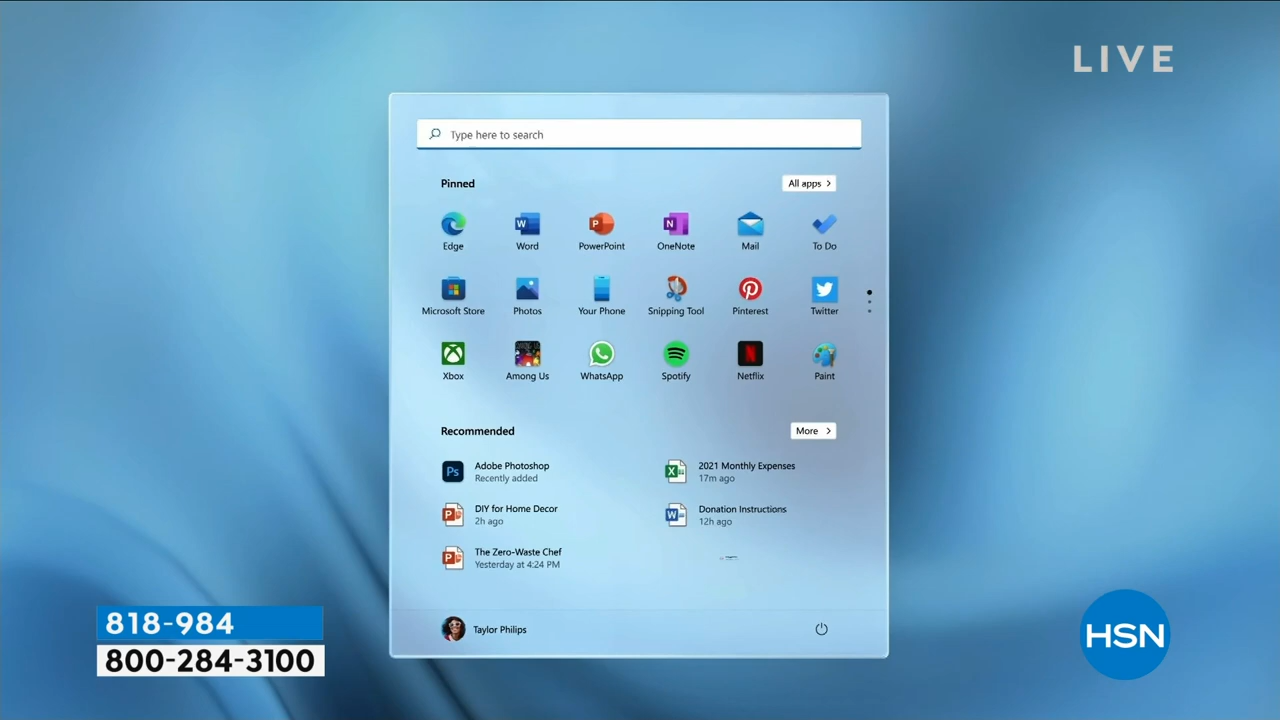 LIVE
Type here to search
Pinned
All apps >
Edge Word PowerPoint OneNote Mail To Do
Microsoft Store Photos Your Phone Snipping Tool Pinterest Twitter
Xbox Among Us WhatsApp Spotify Netflix Paint
Recommended
More >
Adobe Photoshop
Recently added
2021 Monthly Expenses
17m ago
DIY for Home Decor
2h ago
Donation Instructions
12h ago
The Zero-Waste Chef
Yesterday at 4:24 PM
Taylor Philips
818-984
800-284-3100
HSN